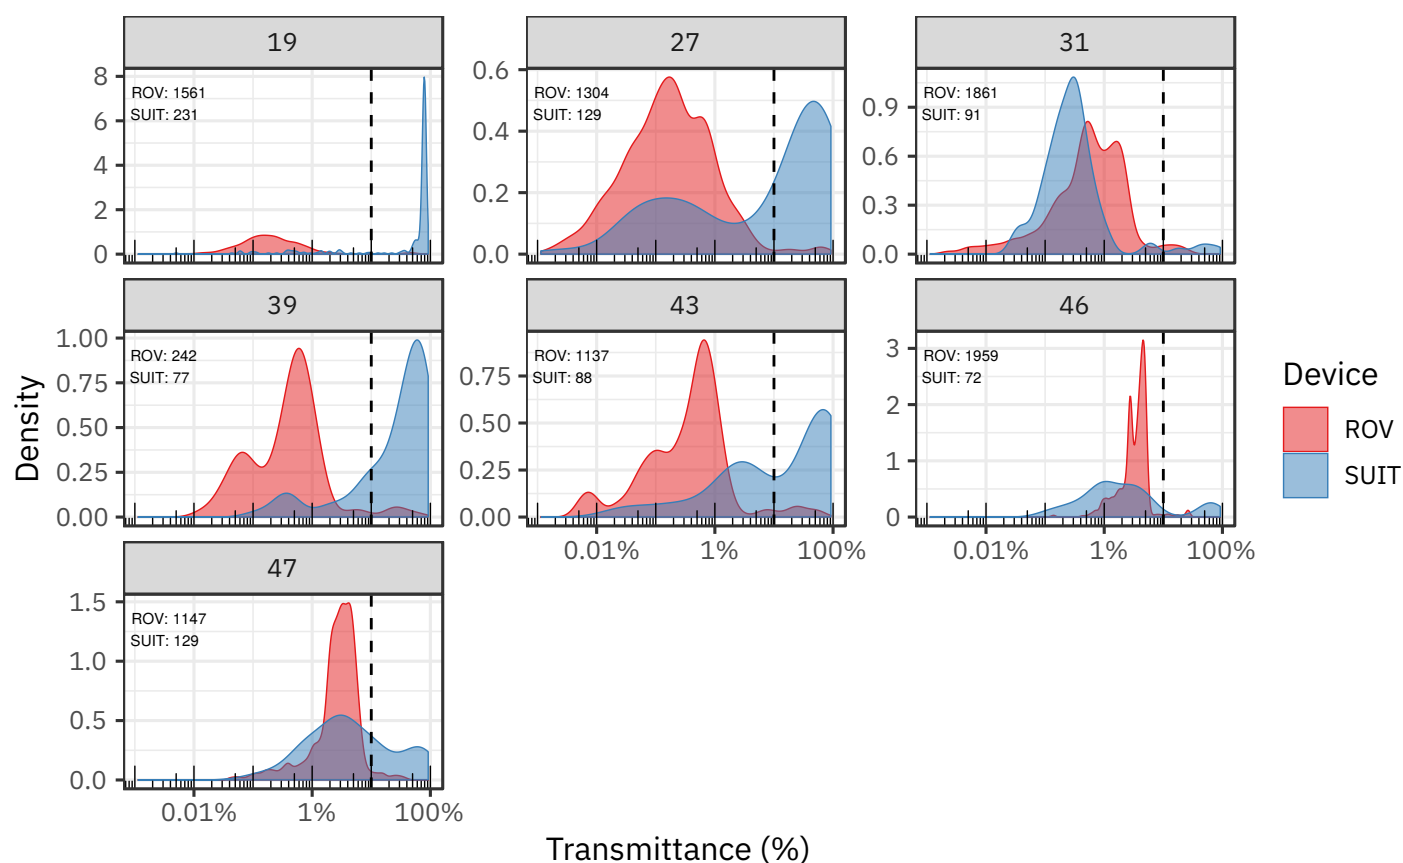 19
27
31
8
6
4
2
0
ROV: 1561
SUIT: 231
0.6
0.4
0.2
0.0
ROV: 1304
SUIT: 129
0.9
0.6
0.3
0.0
ROV: 1861
SUIT: 91
39
43
46
1.00
0.75
0.50
0.25
0.00
ROV: 242
SUIT: 77
0.75
0.50
0.25
0.00
ROV: 1137
SUIT: 88
3
2
1
0
ROV: 1959
SUIT: 72
0.01% 1% 100%
0.01% 1% 100%
47
1.5
1.0
0.5
0.0
ROV: 1147
SUIT: 129
0.01% 1% 100%
Density
Transmittance (%)
Device
ROV
SUIT